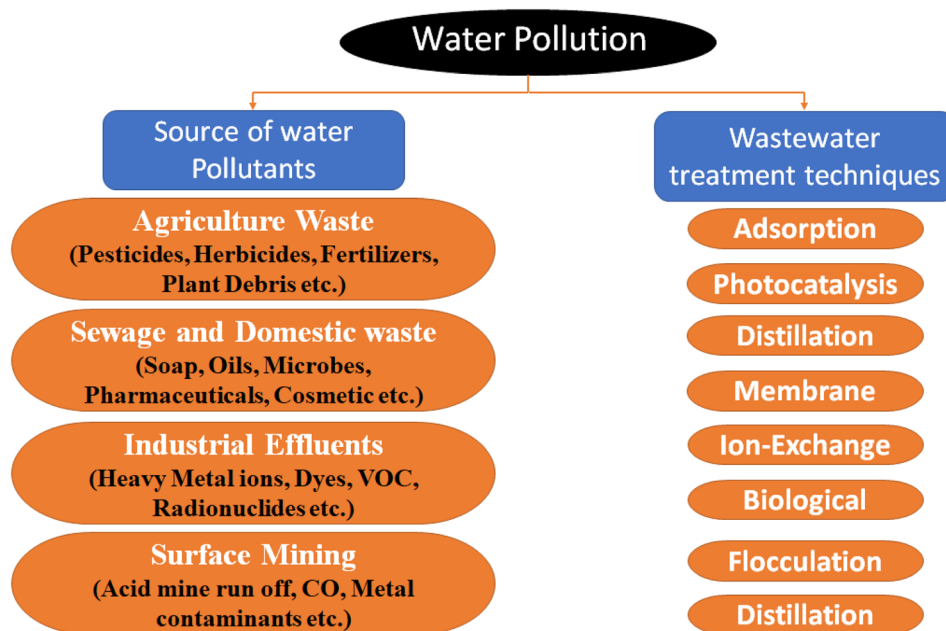 Water Pollution
Source of water
Pollutants
Agriculture Waste
(Pesticides, Herbicides, Fertilizers,
Plant Debris etc.)
Sewage and Domestic waste
(Soap, Oils, Microbes,
Pharmaceuticals, Cosmetic etc.)
Industrial Effluents
(Heavy Metal ions, Dyes, VOC,
Radionuclides etc.)
Surface Mining
(Acid mine run off, CO, Metal
contaminants etc.)
Wastewater
treatment techniques
Adsorption
Photocatalysis
Distillation
Membrane
Ion-Exchange
Biological
Flocculation
Distillation